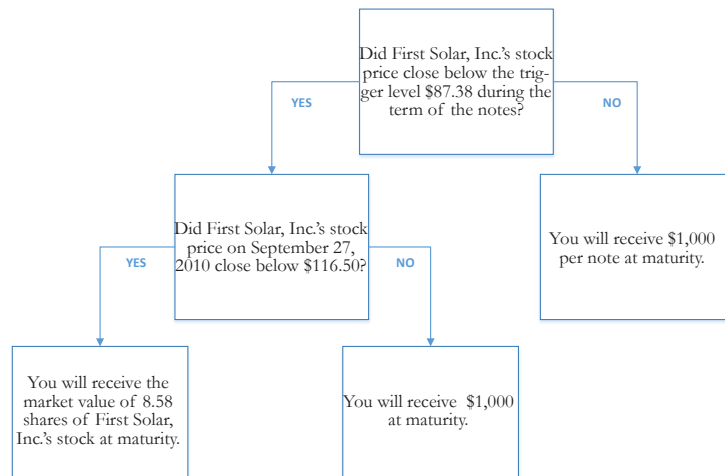 Did First Solar, Inc.'s stock
price close below the trig-
ger level $87.38 during the
term of the notes?
YES
NO
Did First Solar, Inc.'s stock
price on September 27,
2010 close below $116.50?
You will receive $1,000
per note at maturity.
YES
NO
You will receive the
market value of 8.58
shares of First Solar,
Inc.'s stock at maturity.
You will receive  $1,000
at maturity.